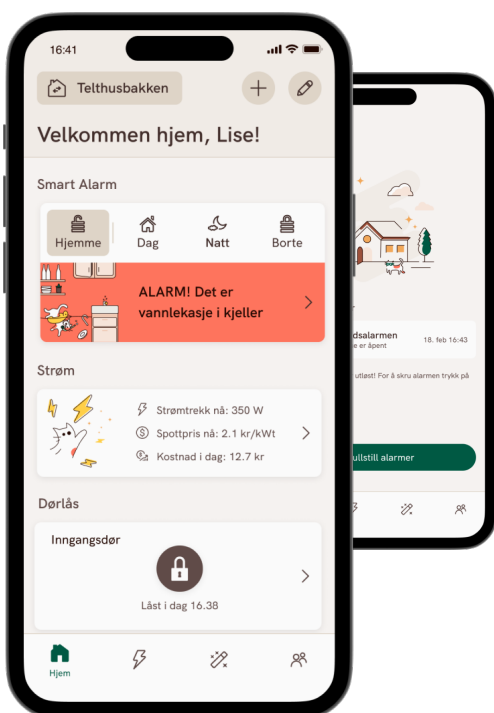 16:41
Telthusbakken
Velkommen hjem, Lise!
Smart Alarm
Hjemme
Dag
Natt
Borte
ALARM! Det er
vannlekasje i kjeller
Strøm
Strømtrekk nå: 350 W
Spottpris nå: 2.1 kr/kWt
Kostnad i dag: 12.7 kr
Dørlås
Inngangsdør
Låst i dag 16.38
Hjem
dsalarmen
e er åpent
18. feb 16:43
utløst! For å skru alarmen trykk på
ullstill alarmer